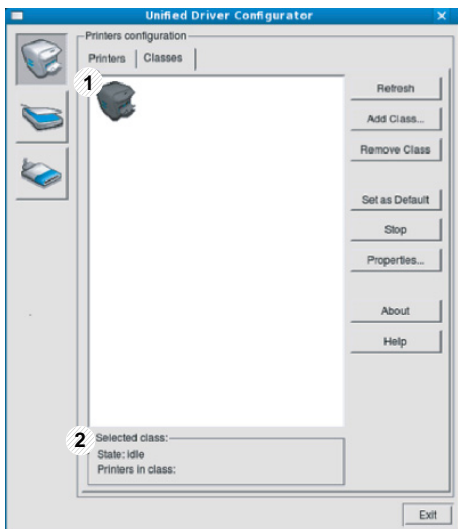 Unified Driver Configurator
Printers configuration
Printers Classes
1
Refresh
Add Class...
Remove Class
Set as Default
Stop
Properties...
About
Help
2 Selected class:
State: idle
Printers in class:
Exit